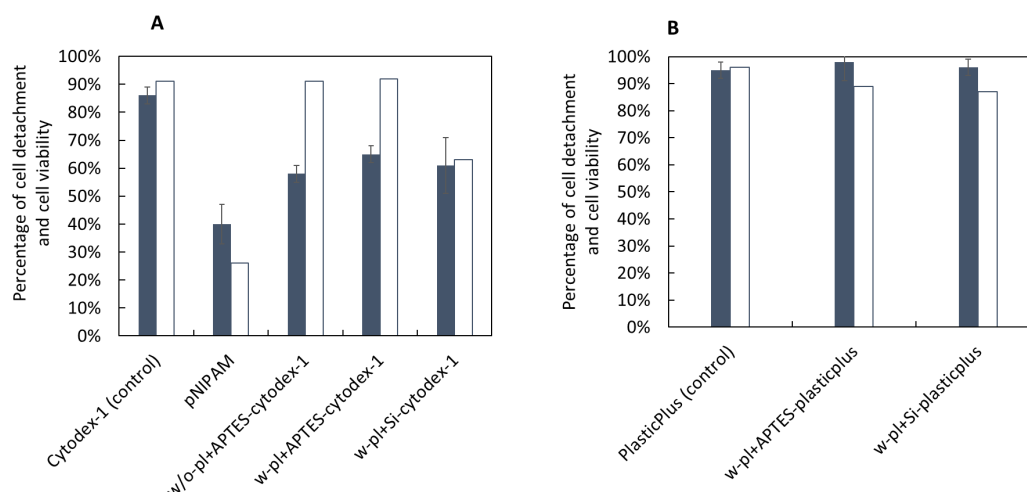 A
Percentage of cell detachment
and cell viability
100%
90%
80%
70%
60%
50%
40%
30%
20%
10%
0%
Cytodex-1 (control)
pNIPAM
w/o-pl+APTES-cytodex-1
w-pl+APTES-cytodex-1
w-pl+Si-cytodex-1
B
Percentage of cell detachment
and cell viability
100%
90%
80%
70%
60%
50%
40%
30%
20%
10%
0%
PlasticPlus (control)
w-pl+APTES-plasticplus
w-pl+Si-plasticplus